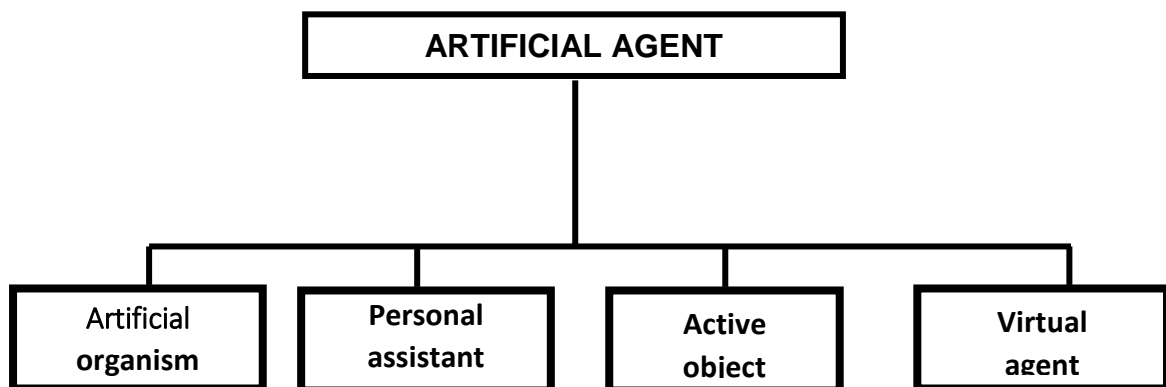 ARTIFICIAL AGENT
Artificial
organism
Personal
assistant
Active
object
Virtual
agent